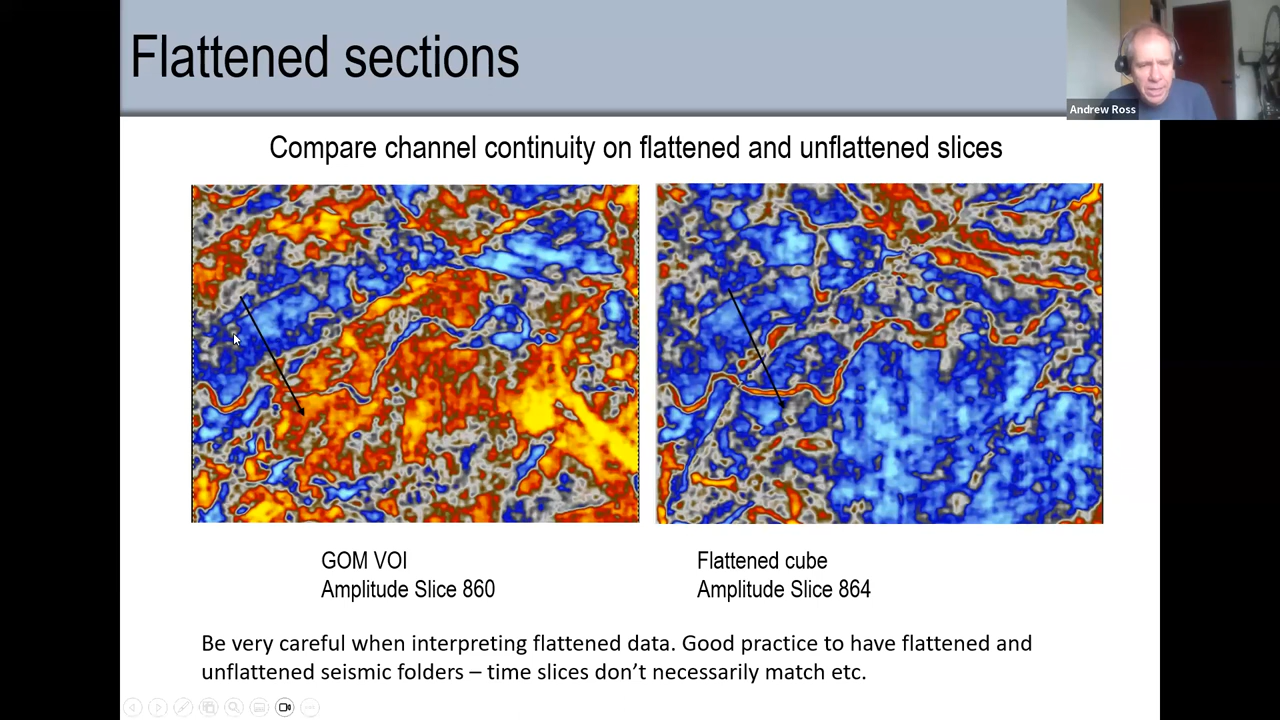 Flattened sections
Andrew Ross
Compare channel continuity on flattened and unflattened slices
GOM VOI
Amplitude Slice 860
Flattened cube
Amplitude Slice 864
Be very careful when interpreting flattened data. Good practice to have flattened and
unflattened seismic folders – time slices don’t necessarily match etc.